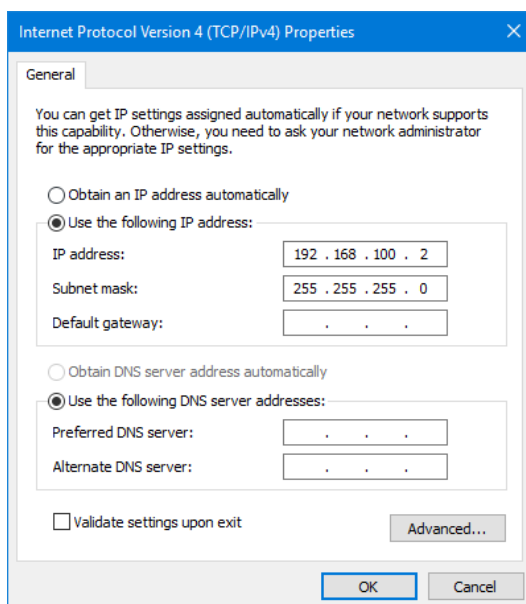 Internet Protocol Version 4 (TCP/IPv4) Properties
General
You can get IP settings assigned automatically if your network supports
this capability. Otherwise, you need to ask your network administrator
for the appropriate IP settings.
Obtain an IP address automatically
Use the following IP address:
IP address: 192 . 168 . 100 . 2
Subnet mask: 255 . 255 . 255 . 0
Default gateway: . . .
Obtain DNS server address automatically
Use the following DNS server addresses:
Preferred DNS server: . . .
Alternate DNS server: . . .
Validate settings upon exit
Advanced...
OK Cancel